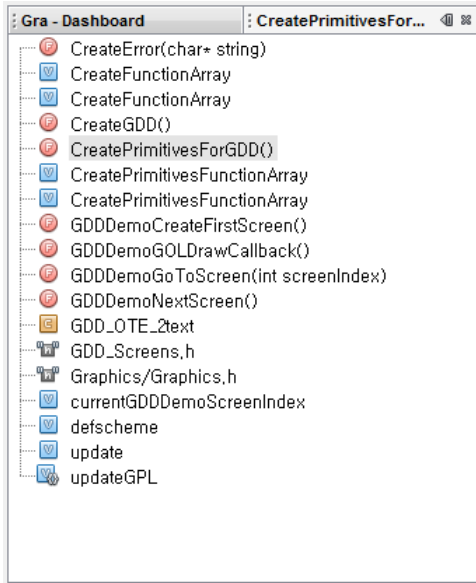 Gra - Dashboard
CreatePrimitivesFor...
CreateError(char* string)
CreateFunctionArray
CreateFunctionArray
CreateGDD()
CreatePrimitivesForGDD()
CreatePrimitivesFunctionArray
CreatePrimitivesFunctionArray
GDDDemoCreateFirstScreen()
GDDDemoGOLDrawCallback()
GDDDemoGoToScreen(int screenIndex)
GDDDemoNextScreen()
GDD_OTE_2text
GDD_Screens.h
Graphics/Graphics.h
currentGDDDemoScreenIndex
defscheme
update
updateGPL